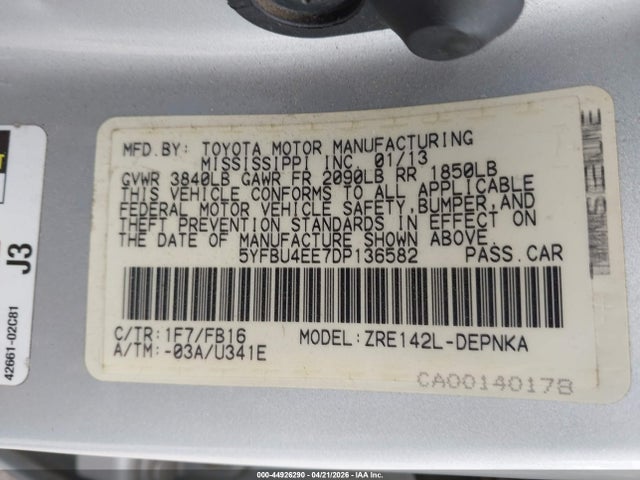 MFD.BY: TOYOTA MOTOR MANUFACTURING
MISSISSIPPI INC. 01/13
GVWR 3840LB GAWR FR 2090LB RR 1850LB
THIS VEHICLE CONFORMS TO ALL APPLICABLE
FEDERAL MOTOR VEHICLE SAFETY,BUMPER,AND
THEFT PREVENTION STANDARDS IN EFFECT ON
THE DATE OF MANUFACTURE SHOWN ABOVE.
5YFBU4EE7DP136582 PASS.CAR
C/TR:1F7/FB16 MODEL:ZRE142L-DEPNKA
A/TM:-03A/U341E
CA00140178
J3
42661-02C81
000-44926290 - 04/21/2026 - IAA Inc.